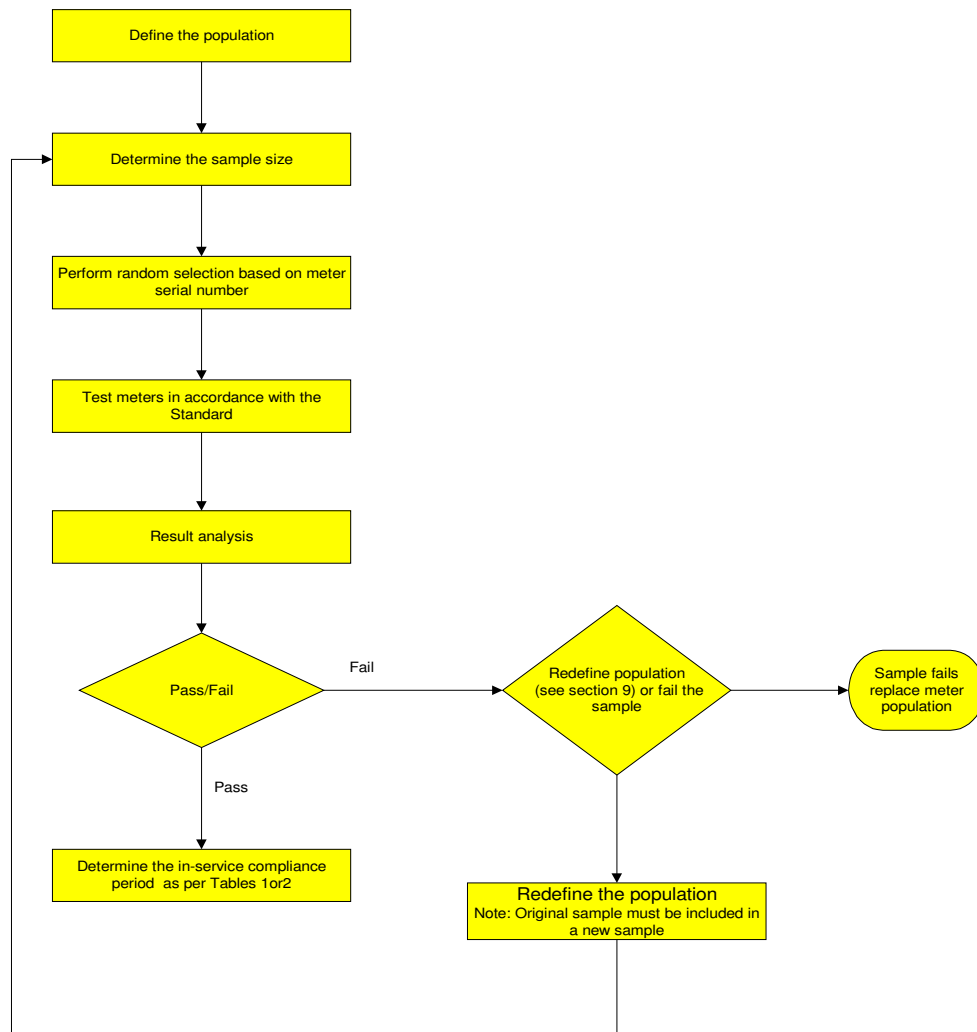 Define the population
Determine the sample size
Perform random selection based on meter
serial number
Test meters in accordance with the
Standard
Result analysis
Pass/Fail
Fail
Redefine population
(see section 9) or fail the
sample
Sample fails
replace meter
population
Pass
Determine the in-service compliance
period as per Tables 1or2
Redefine the population
Note: Original sample must be included in
a new sample